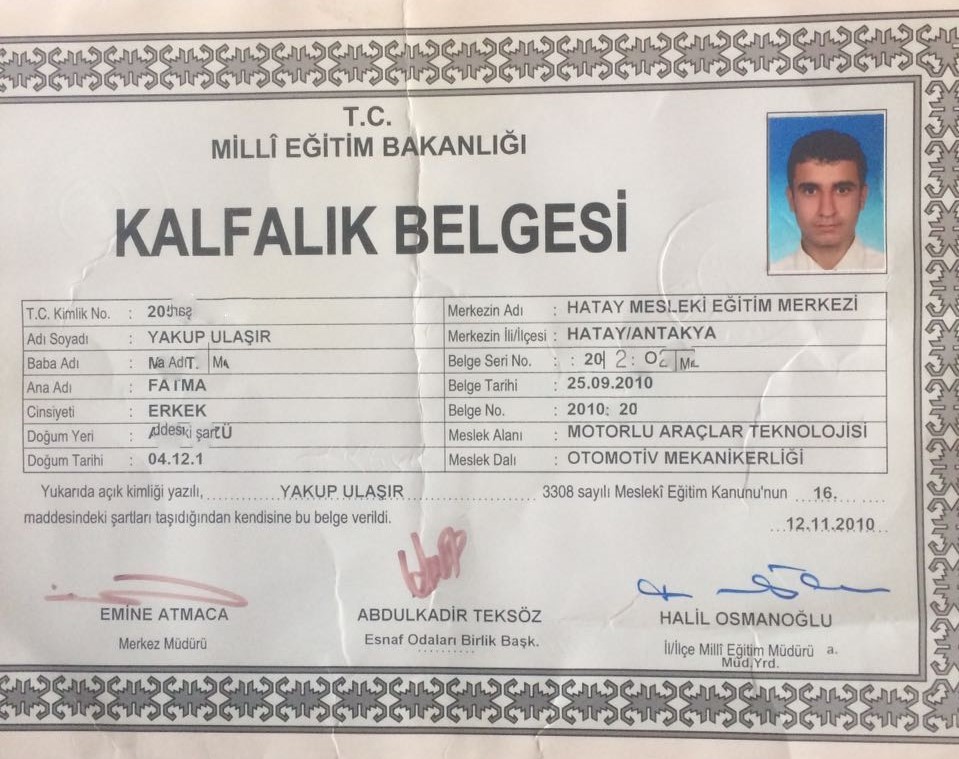 T.C.
MİLLÎ EĞİTİM BAKANLIĞI
KALFALIK BELGESİ
T.C. Kimlik No. :
Adı Soyadı : YAKUP ULAŞIR
Baba Adı :
Ana Adı : FATMA
Cinsiyeti : ERKEK
Doğum Yeri :
Doğum Tarihi : 04.12.1
Merkezin Adı : HATAY MESLEKİ EĞİTİM MERKEZİ
Merkezin İli/İlçesi : HATAY/ANTAKYA
Belge Seri No. : : 20
Belge Tarihi : 25.09.2010
Belge No. : 2010: 20
Meslek Alanı : MOTORLU ARAÇLAR TEKNOLOJİSİ
Meslek Dalı : OTOMOTİV MEKANİKERLİĞİ
Yukarıda açık kimliği yazılı, YAKUP ULAŞIR 3308 sayılı Meslekî Eğitim Kanunu'nun 16.
maddesindeki şartları taşıdığından kendisine bu belge verildi.
12.11.2010
EMİNE ATMACA
Merkez Müdürü
ABDULKADİR TEKSÖZ
Esnaf Odaları Birlik Başk.
HALİL OSMANOĞLU
İl/İlçe Millî Eğitim Müdürü a.
Müd.Yrd.